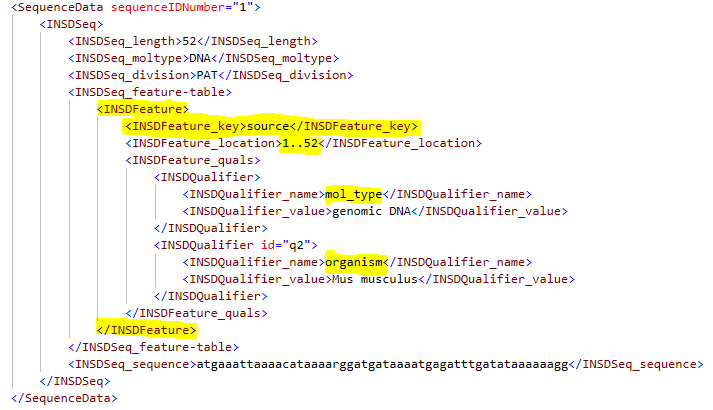 <SequenceData sequenceIDNumber="1">
<INSDSeq>
<INSDSeq_length>52</INSDSeq_length>
<INSDSeq_moltype>DNA</INSDSeq_moltype>
<INSDSeq_division>PAT</INSDSeq_division>
<INSDSeq_feature-table>
<INSDFeature>
<INSDFeature_key>source</INSDFeature_key>
<INSDFeature_location>1..52</INSDFeature_location>
<INSDFeature_quals>
<INSDQualifier>
<INSDQualifier_name>mol_type</INSDQualifier_name>
<INSDQualifier_value>genomic DNA</INSDQualifier_value>
</INSDQualifier>
<INSDQualifier id="q2">
<INSDQualifier_name>organism</INSDQualifier_name>
<INSDQualifier_value>Mus musculus</INSDQualifier_value>
</INSDQualifier>
</INSDFeature_quals>
</INSDFeature>
</INSDSeq_feature-table>
<INSDSeq_sequence>atgaaattaaaacataaaarggatgataaaatgagatttgatataaaaaagg</INSDSeq_sequence>
</INSDSeq>
</SequenceData>